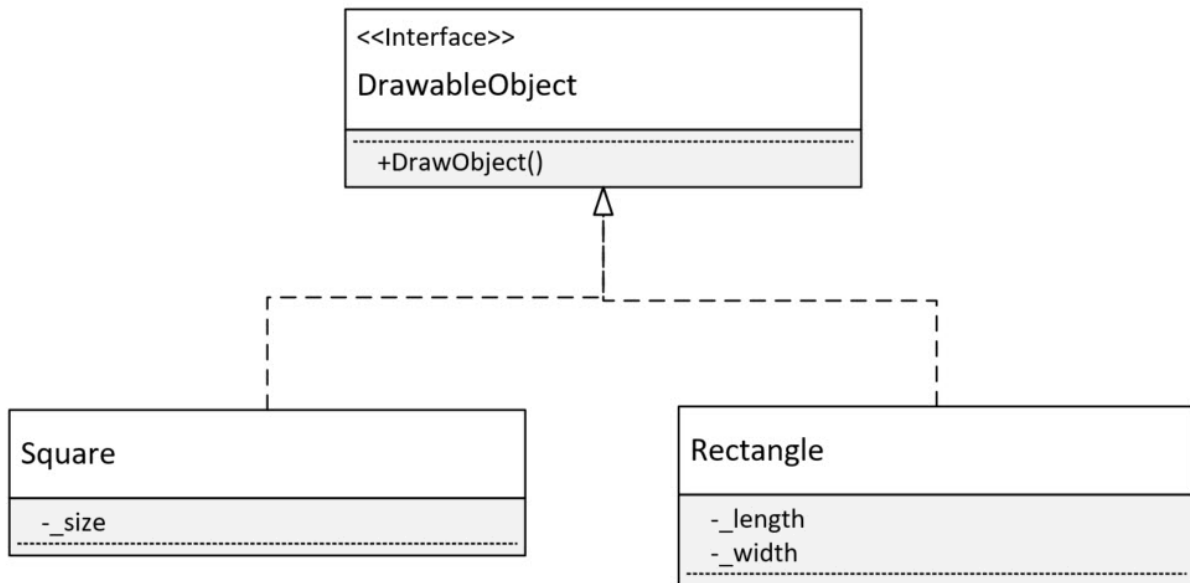 <<Interface>>
DrawableObject
+DrawObject()
Square
-_size
Rectangle
-_length
-_width